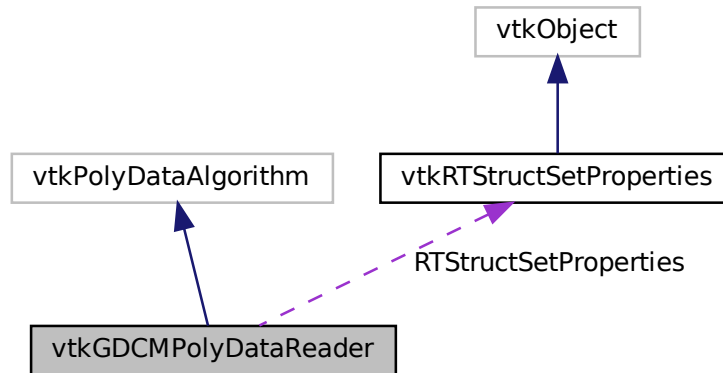 vtkObject
vtkPolyDataAlgorithm
vtkRTStructSetProperties
RTStructSetProperties
vtkGDCMPolyDataReader